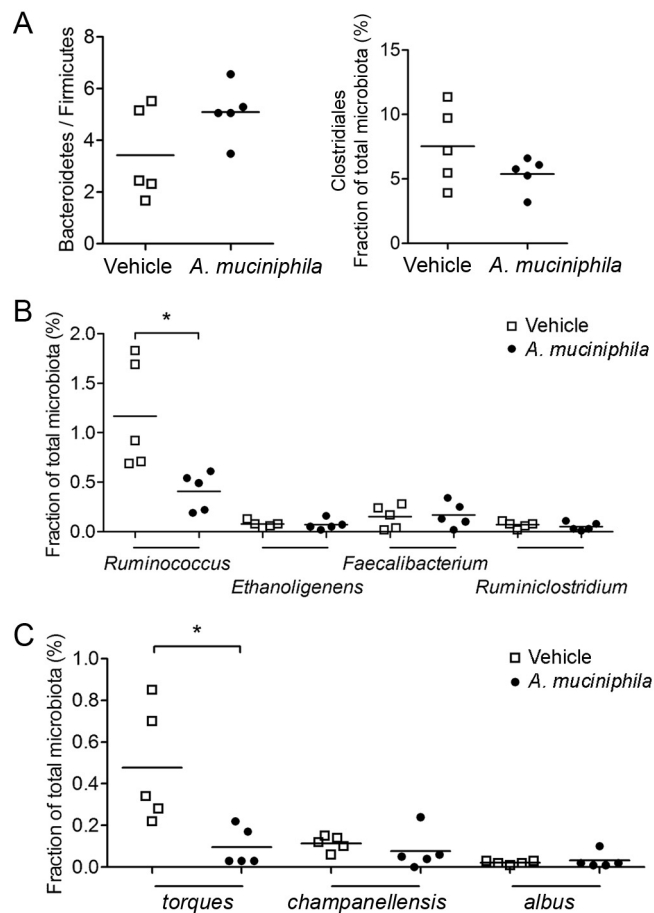 A
Bacteroidetes / Firmicutes
8
6
4
2
0
Vehicle
A. muciniphila
Clostridiales
Fraction of total microbiota (%)
15
10
5
0
Vehicle
A. muciniphila
B
Fraction of total microbiota (%)
2.0
1.5
1.0
0.5
0.0
*
Vehicle
A. muciniphila
Ruminococcus
Ethanoligenens
Faecalibacterium
Ruminiclostridium
C
Fraction of total microbiota (%)
1.0
0.8
0.6
0.4
0.2
0.0
*
Vehicle
A. muciniphila
torques
champanellensis
albus